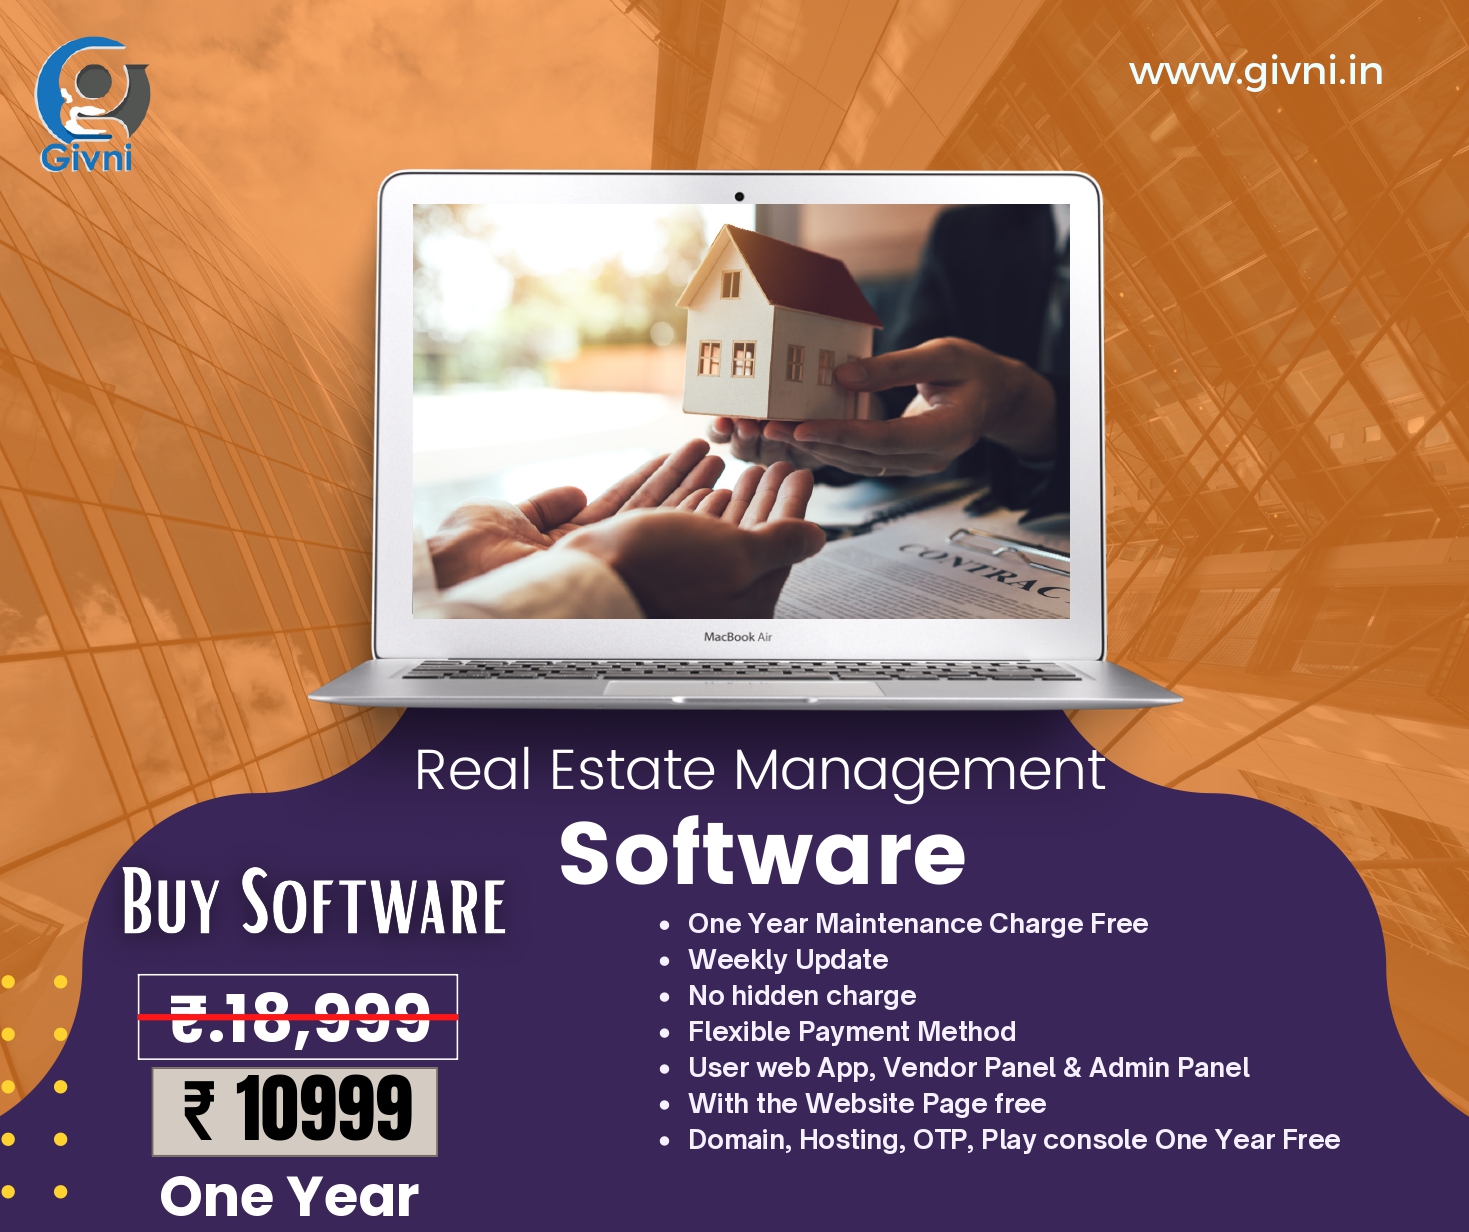 Givni
www.givni.in
CONTRAC
MacBook Air
Real Estate Management
Software
Buy Software
₹.18,999
₹ 10999
One Year
• One Year Maintenance Charge Free
• Weekly Update
• No hidden charge
• Flexible Payment Method
• User web App, Vendor Panel & Admin Panel
• With the Website Page free
• Domain, Hosting, OTP, Play console One Year Free